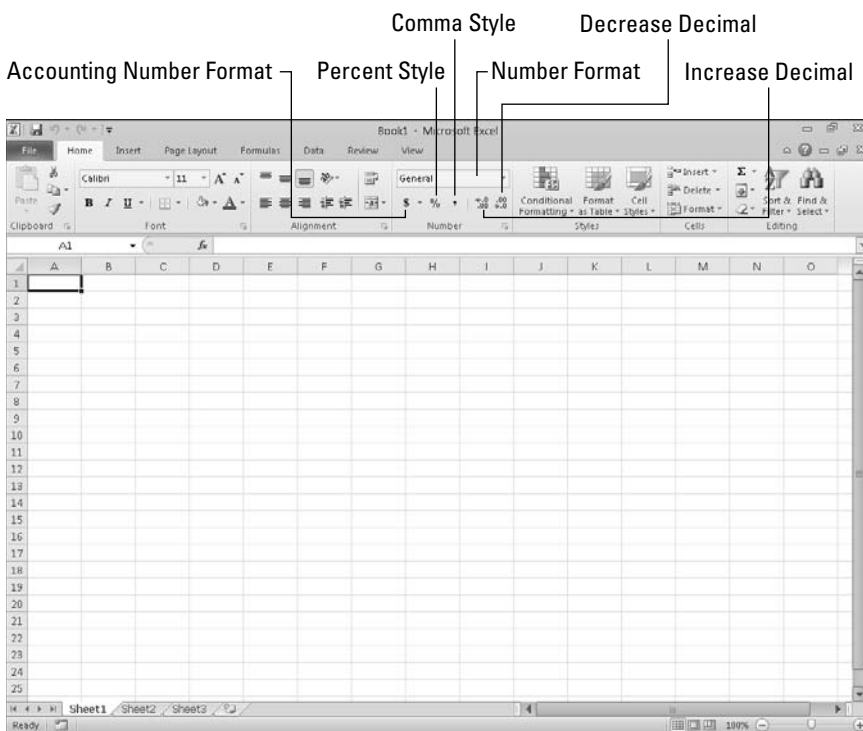 Comma Style Decrease Decimal
Accounting Number Format Percent Style Number Format Increase Decimal
Book1 - Microsoft Excel
File Home Insert Page Layout Formulas Data Review View
Calibri 11 A A General Insert Σ
Paste Delete
B I U A $ % , .0 .00 .00 .0 Conditional Format Cell Format Sort & Find &
Formatting as Table Styles Filter Select
Clipboard Font Alignment Number Styles Cells Editing
A1 fx
A B C D E F G H I J K L M N O
1
2
3
4
5
6
7
8
9
10
11
12
13
14
15
16
17
18
19
20
21
22
23
24
25
Sheet1 Sheet2 Sheet3
Ready 100%